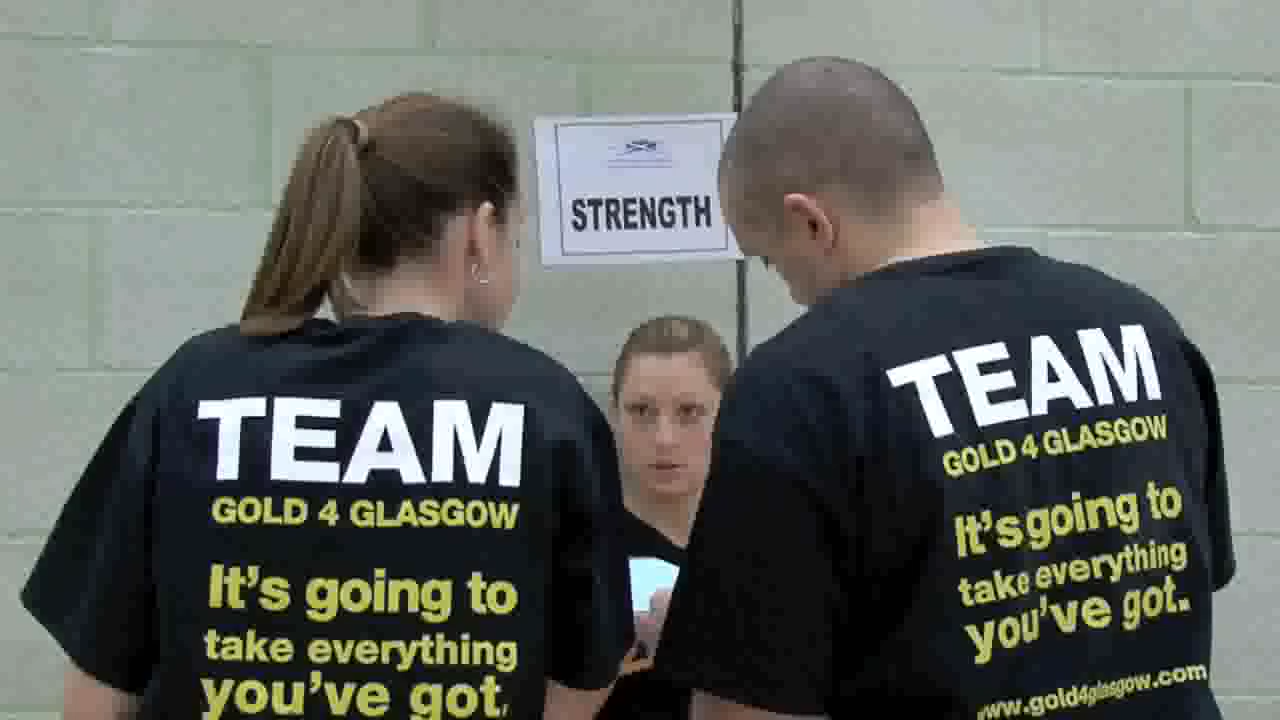 STRENGTH
TEAM
GOLD 4 GLASGOW
It's going to
take everything
you've got.
TEAM
GOLD 4 GLASGOW
It's going to
take everything
you've got.
www.gold4glasgow.com